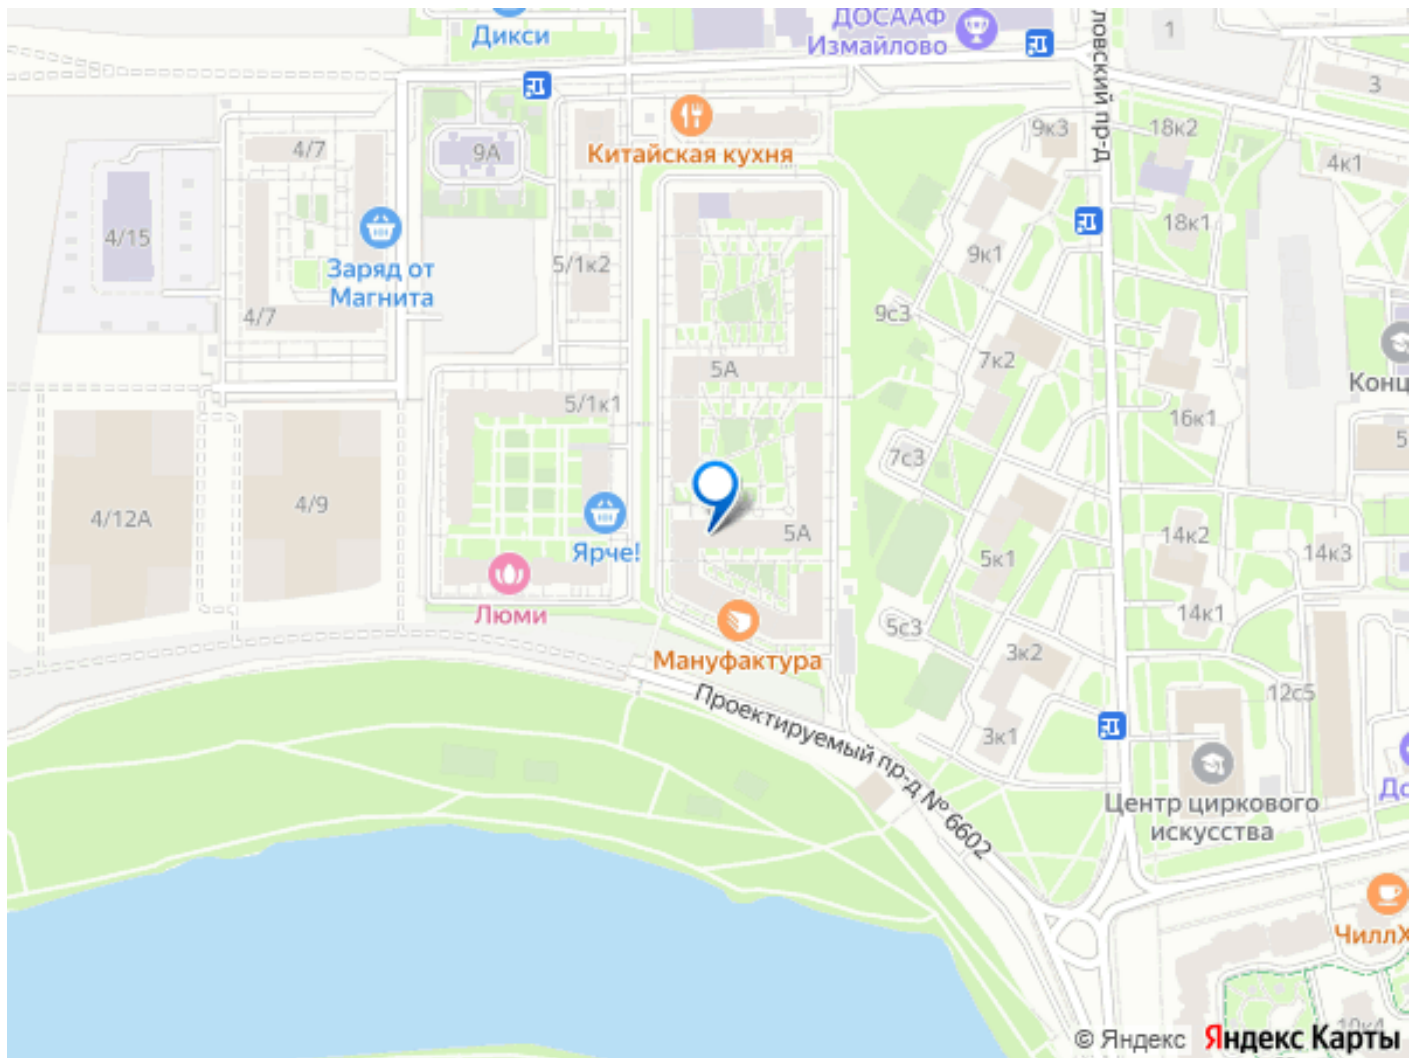 Дикси
ДОСААФ
Измайлово
ловский пр-д
1
3
9к3
18к2
4/7
9А
Китайская кухня
4к1
4/15
18к1
9к1
5/1к2
Заряд от
Магнита
4/7
9с3
7к2
5А
Конц
5/1к1
16к1
5
7с3
4/12А
4/9
5А
14к2
Ярче!
5к1
14к3
Люми
14к1
5с3
Мануфактура
3к2
12с5
Проектируемый пр-д № 6602
3к1
До
Центр циркового
искусства
ЧиллХ
10к4
© Яндекс Яндекс Карты